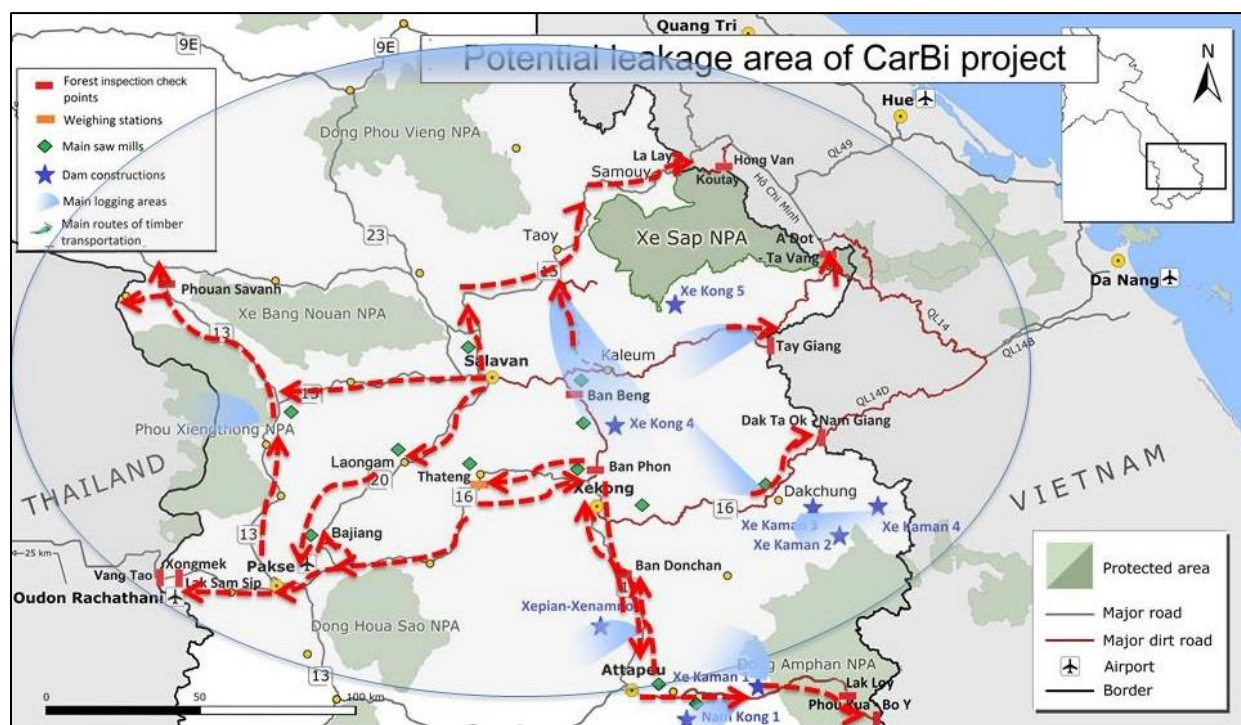 Potential leakage area of CarBi project
Forest inspection check
points
Weighing stations
Main saw mills
Dam constructions
Main logging areas
Main routes of timber
transportation
9E
9E
Quang Tri
N
Hue
QL49
Dong Phou Vieng NPA
La Lay
Hong Van
Samouy
Koutay
Hồ Chí Minh
23
Taoy
Xe Sap NPA
A Dot
- Ta Vang
Da Nang
15
Phouan Savanh
Xe Kong 5
QL14
Xe Bang Nouan NPA
13
QL14B
Tay Giang
Salavan
Kaleum
15
Ban Beng
QL14D
Phou Xiengthong NPA
Xe Kong 4
Dak Ta Ok
Nam Giang
THAILAND
Laongam
Thateng
Ban Phon
20
16
Xekong
16
Dakchung
VIETNAM
Xe Kaman 3
Xe Kaman 4
Xe Kaman 2
13
Bajiang
25 km
Xongmek
Pakse
Vang Tao
Lak Sam Sip
Ban Donchan
Oudon Rachathani
Xepian-Xenamno
Dong Houa Sao NPA
13
Attapeu
Xe Kaman 1
Dong Amphan NPA
Lak Loy
Phou Kua
Bo Y
Nam Kong 1
Protected area
Major road
Major dirt road
Airport
Border
0
50
100 km